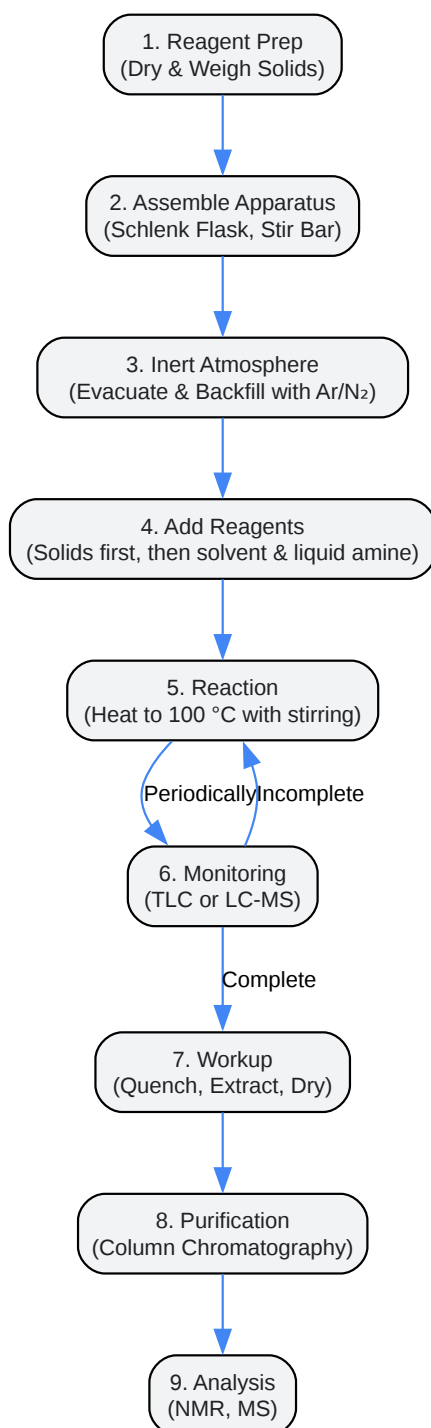 1. Reagent Prep
(Dry & Weigh Solids)
2. Assemble Apparatus
(Schlenk Flask, Stir Bar)
3. Inert Atmosphere
(Evacuate & Backfill with Ar/N₂)
4. Add Reagents
(Solids first, then solvent & liquid amine)
5. Reaction
(Heat to 100 °C with stirring)
Periodically
Incomplete
6. Monitoring
(TLC or LC-MS)
Complete
7. Workup
(Quench, Extract, Dry)
8. Purification
(Column Chromatography)
9. Analysis
(NMR, MS)